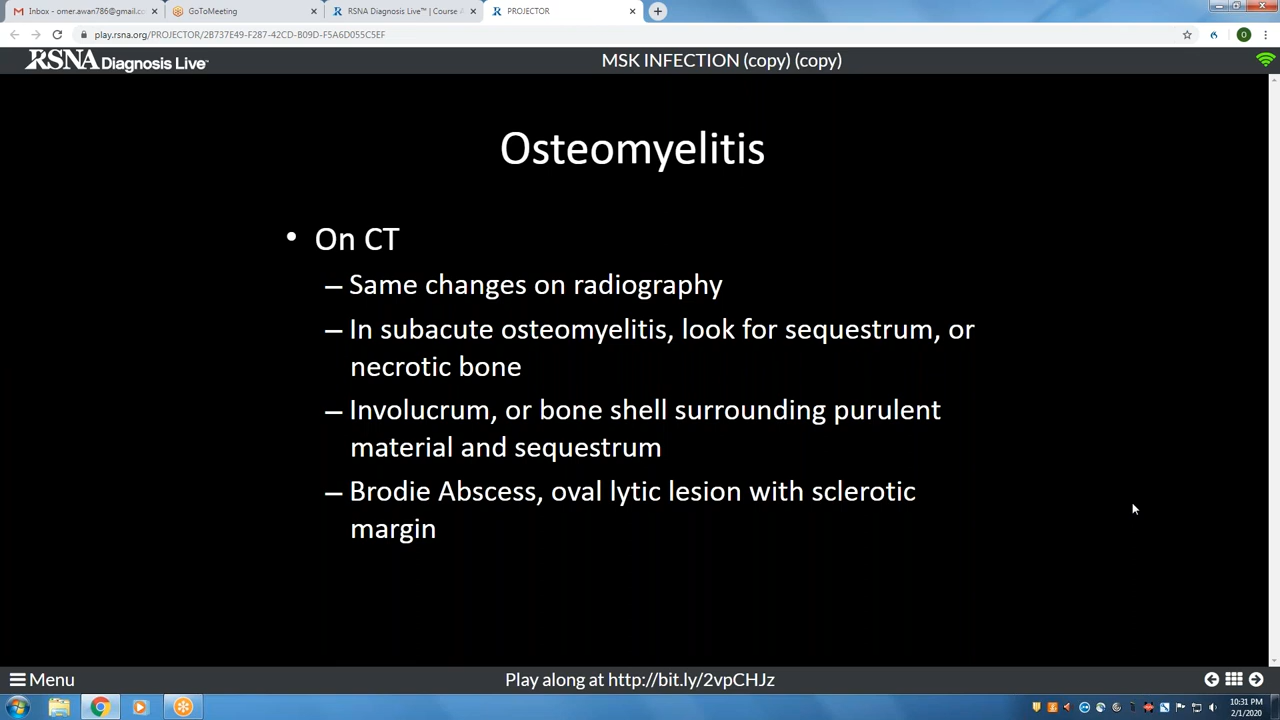 Inbox - omer.awan786@gmail.co
GoToMeeting
RSNA Diagnosis Live™ | Course
PROJECTOR
play.rsna.org/PROJECTOR/2B737E49-F287-42CD-B09D-F5A6D055C5EF
RSNA Diagnosis Live™
MSK INFECTION (copy) (copy)
Osteomyelitis
• On CT
– Same changes on radiography
– In subacute osteomyelitis, look for sequestrum, or
necrotic bone
– Involucrum, or bone shell surrounding purulent
material and sequestrum
– Brodie Abscess, oval lytic lesion with sclerotic
margin
Menu
Play along at http://bit.ly/2vpCHJz
10:31 PM
2/1/2020